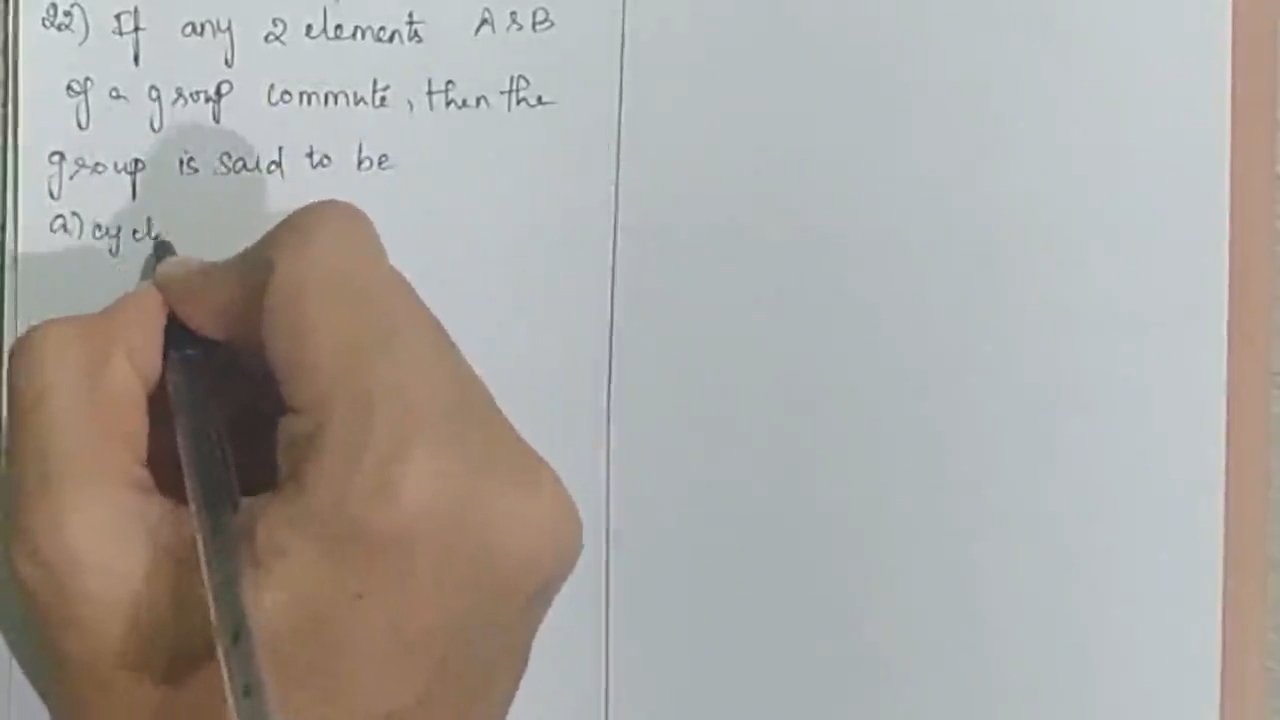 22) If any 2 elements A & B
of a group commute, then the
group is said to be
a) cycl